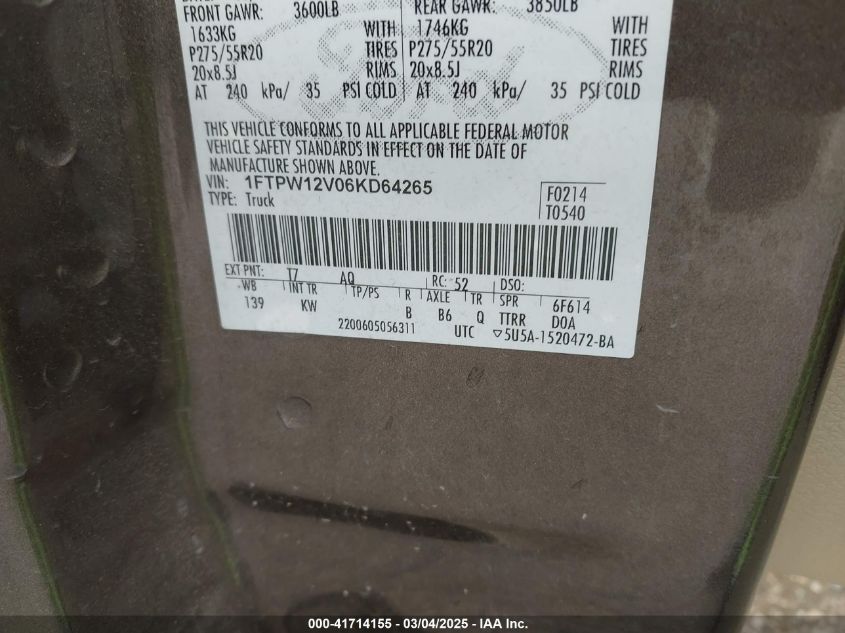 FRONT GAWR: 3600LB REAR GAWR: 3850LB
1633KG WITH 1746KG WITH
P275/55R20 TIRES P275/55R20 TIRES
20x8.5J RIMS 20x8.5J RIMS
AT 240 kPa/ 35 PSI COLD AT 240 kPa/ 35 PSI COLD
THIS VEHICLE CONFORMS TO ALL APPLICABLE FEDERAL MOTOR
VEHICLE SAFETY STANDARDS IN EFFECT ON THE DATE OF
MANUFACTURE SHOWN ABOVE.
VIN: 1FTPW12V06KD64265
TYPE: Truck
F0214
T0540
EXT PNT: T7 AQ RC: 52 DSO:
WB INT TR TP/PS R AXLE TR SPR 6F614
139 KW B B6 Q TTRR DOA
2200605056311 UTC ▽5U5A-1520472-BA
000-41714155 - 03/04/2025 - IAA Inc.